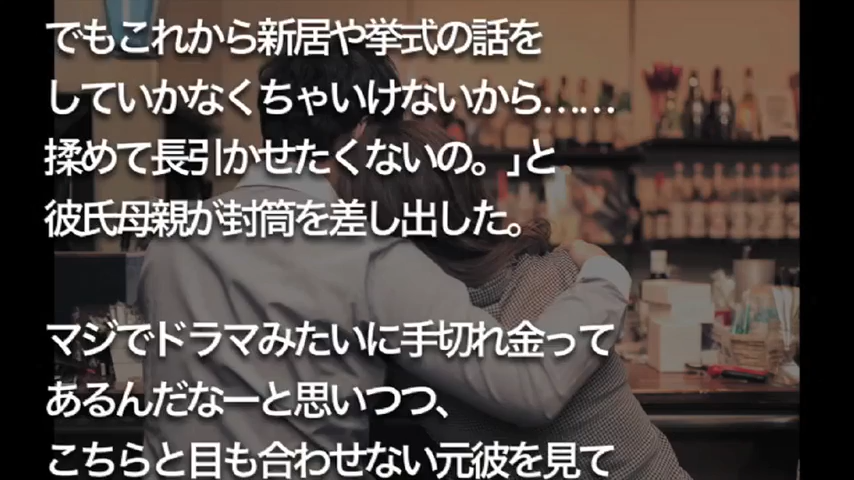 でもこれから新居や挙式の話を
していかなくちゃいけないから……
揉めて長引かせたくないの。」と
彼氏母親が封筒を差し出した。
マジでドラマみたいに手切れ金って
あるんだなーと思いつつ、
こちらと目も合わせない元彼を見て